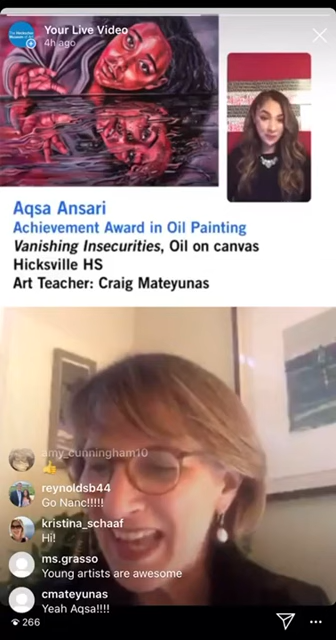 Your Live Video
4h ago
Aqsa Ansari
Achievement Award in Oil Painting
Vanishing Insecurities, Oil on canvas
Hicksville HS
Art Teacher: Craig Mateyunas
amy_cunningham10
👍
reynoldsb44
Go Nanc!!!!!
kristina_schaaf
Hi!
ms.grasso
Young artists are awesome
cmateyunas
Yeah Aqsa!!!!
266